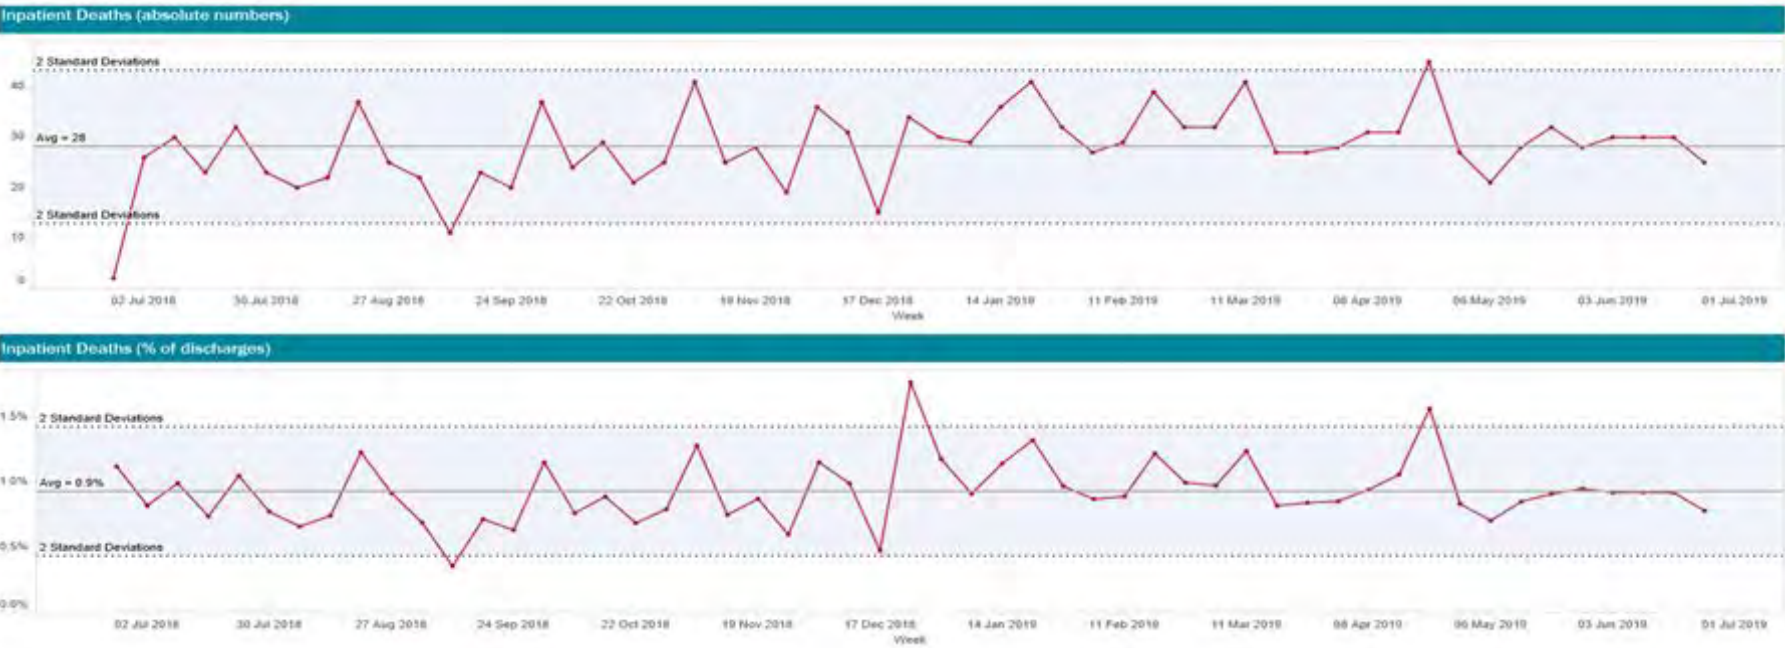 Inpatient Deaths (absolute numbers)
2 Standard Deviations
40
30
Avg = 28
20
2 Standard Deviations
10
0
02 Jul 2018 30 Jul 2018 27 Aug 2018 24 Sep 2018 22 Oct 2018 19 Nov 2018 17 Dec 2018 14 Jan 2019 11 Feb 2019 11 Mar 2019 08 Apr 2019 06 May 2019 03 Jun 2019 01 Jul 2019
Week
Inpatient Deaths (% of discharges)
1.5% 2 Standard Deviations
1.0% Avg = 0.9%
0.5% 2 Standard Deviations
0.0%
02 Jul 2018 30 Jul 2018 27 Aug 2018 24 Sep 2018 22 Oct 2018 19 Nov 2018 17 Dec 2018 14 Jan 2019 11 Feb 2019 11 Mar 2019 08 Apr 2019 06 May 2019 03 Jun 2019 01 Jul 2019
Week